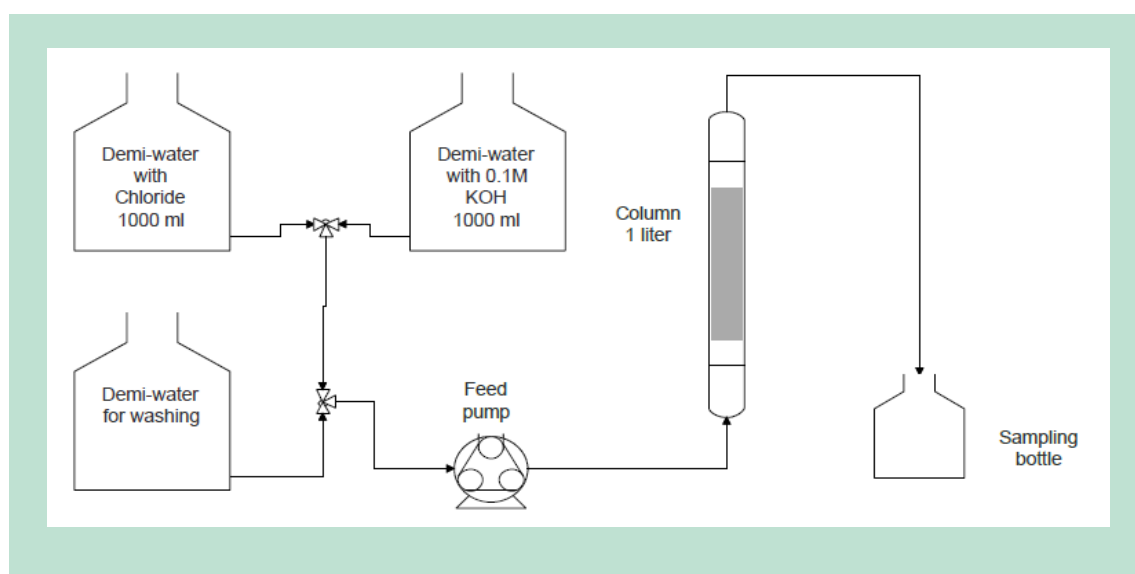 Demi-water
with
Chloride
1000 ml
Demi-water
with 0.1M
KOH
1000 ml
Column
1 liter
Demi-water
for washing
Feed
pump
Sampling
bottle